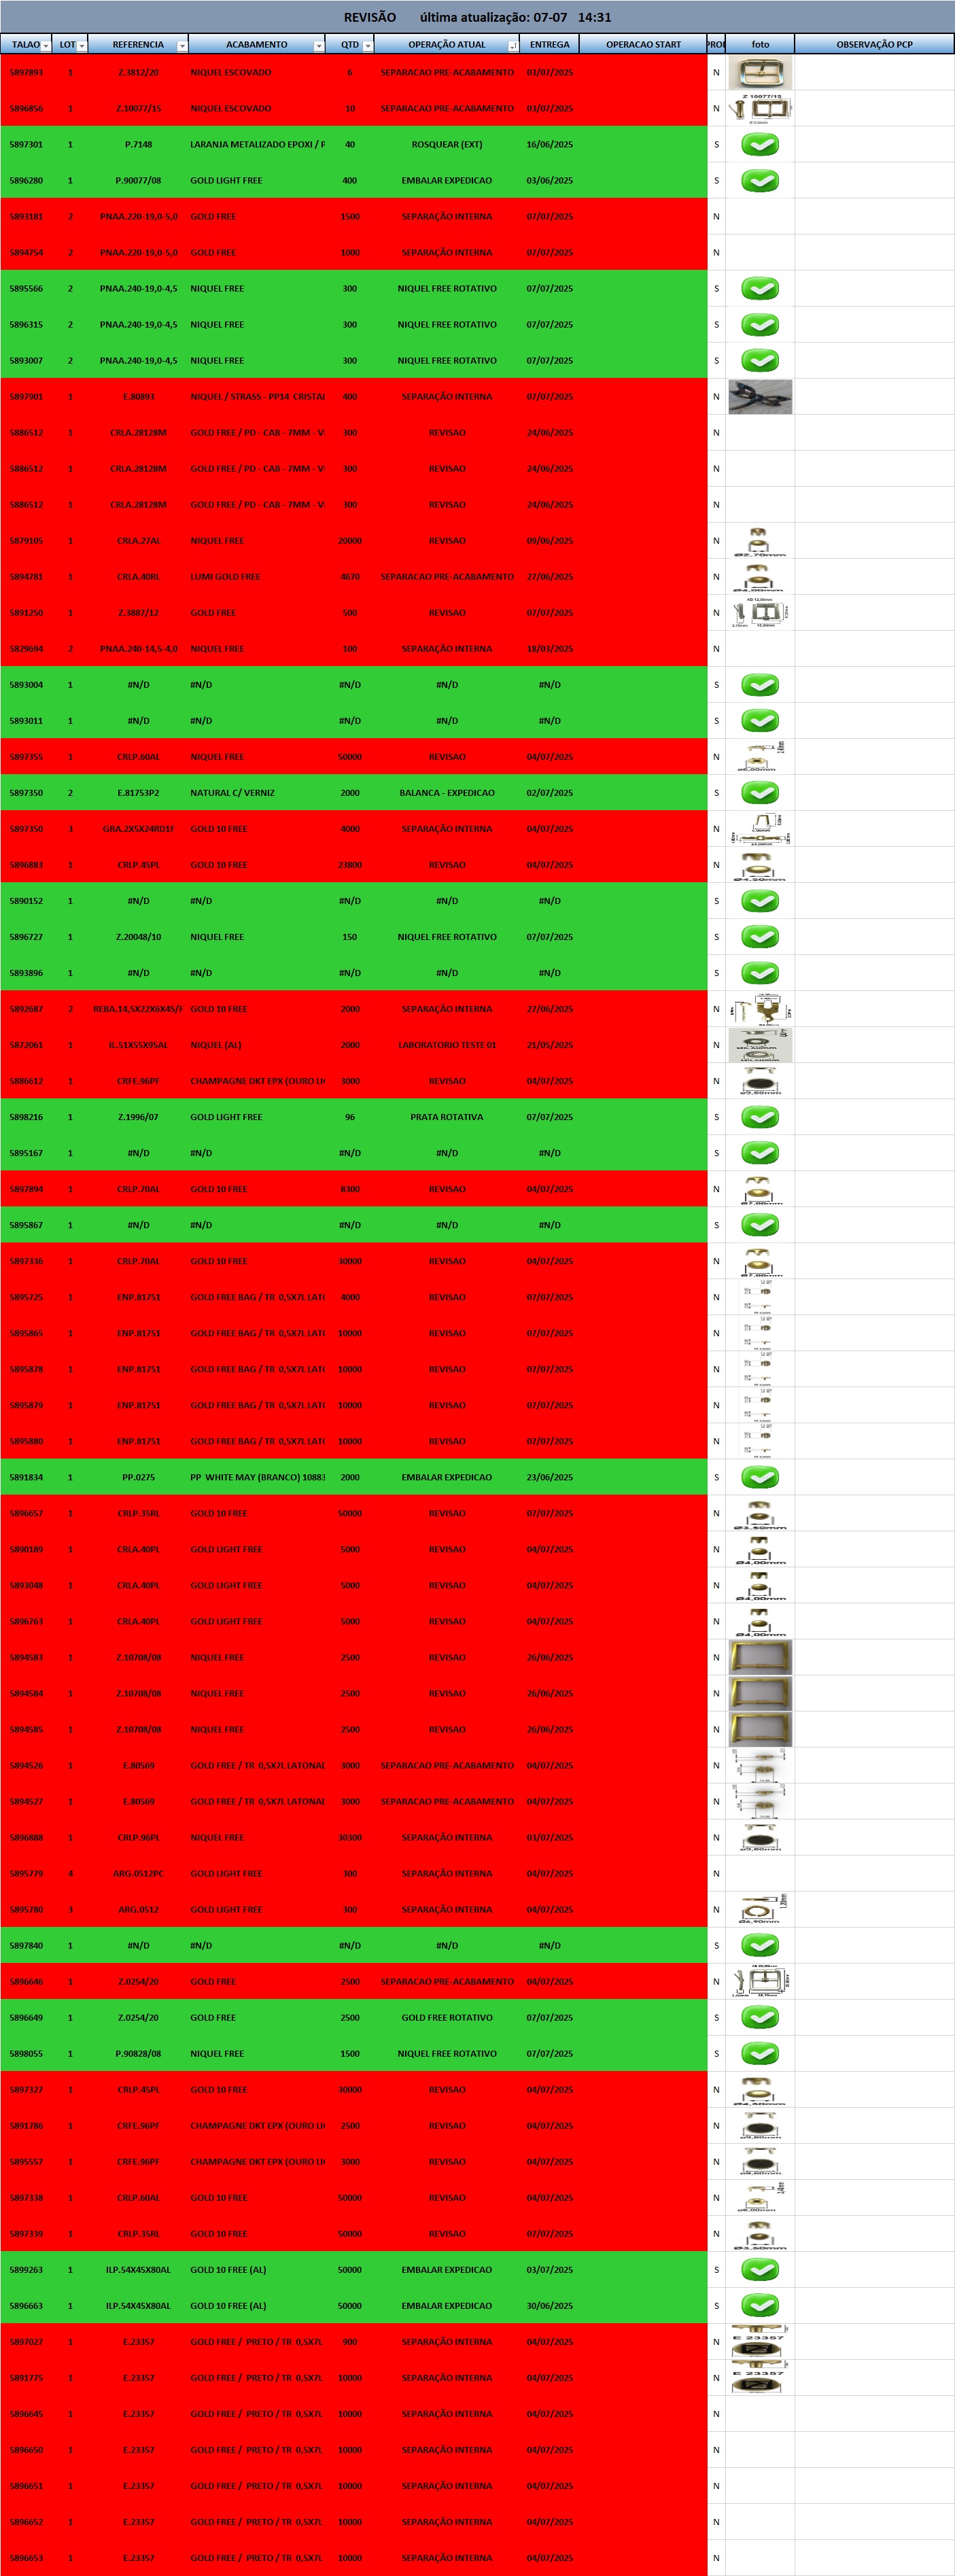 REVISÃO última atualização: 07-07 14:31
TALAO LOT REFERENCIA ACABAMENTO QTD OPERAÇÃO ATUAL ENTREGA OPERACAO START PROI foto OBSERVAÇÃO PCP
5897893 1 Z.3812/20 NIQUEL ESCOVADO 6 SEPARACAO PRE-ACABAMENTO 03/07/2025 N
5896856 1 Z.10077/15 NIQUEL ESCOVADO 10 SEPARACAO PRE-ACABAMENTO 03/07/2025 N Z 10077/15
5897301 1 P.7148 LARANJA METALIZADO EPOXI / P 40 ROSQUEAR (EXT) 16/06/2025 S
5896280 1 P.90077/08 GOLD LIGHT FREE 400 EMBALAR EXPEDICAO 03/06/2025 S
5893181 2 PNAA.220-19,0-5,0 GOLD FREE 1500 SEPARAÇÃO INTERNA 07/07/2025 N
5894754 2 PNAA.220-19,0-5,0 GOLD FREE 1000 SEPARAÇÃO INTERNA 07/07/2025 N
5895566 2 PNAA.240-19,0-4,5 NIQUEL FREE 300 NIQUEL FREE ROTATIVO 07/07/2025 S
5896315 2 PNAA.240-19,0-4,5 NIQUEL FREE 300 NIQUEL FREE ROTATIVO 07/07/2025 S
5893007 2 PNAA.240-19,0-4,5 NIQUEL FREE 300 NIQUEL FREE ROTATIVO 07/07/2025 S
5897901 1 E.80893 NIQUEL / STRASS - PP14 CRISTAL 400 SEPARAÇÃO INTERNA 07/07/2025 N
5886512 1 CRLA.28128M GOLD FREE / PD - CAB - 7MM - VI 300 REVISAO 24/06/2025 N
5886512 1 CRLA.28128M GOLD FREE / PD - CAB - 7MM - VI 300 REVISAO 24/06/2025 N
5886512 1 CRLA.28128M GOLD FREE / PD - CAB - 7MM - VI 300 REVISAO 24/06/2025 N
5879105 1 CRLA.27AL NIQUEL FREE 20000 REVISAO 09/06/2025 N Ø2,70mm
5894781 1 CRLA.40RL LUMI GOLD FREE 4670 SEPARACAO PRE-ACABAMENTO 27/06/2025 N Ø4,00mm
5891250 1 Z.3887/12 GOLD FREE 500 REVISAO 07/07/2025 N
5829694 2 PNAA.240-14,5-4,0 NIQUEL FREE 100 SEPARAÇÃO INTERNA 18/03/2025 N
5893004 1 #N/D #N/D #N/D #N/D #N/D S
5893011 1 #N/D #N/D #N/D #N/D #N/D S
5897355 1 CRLP.60AL NIQUEL FREE 50000 REVISAO 04/07/2025 N
5897350 2 E.81753P2 NATURAL C/ VERNIZ 2000 BALANCA - EXPEDICAO 02/07/2025 S
5897350 3 GRA.2X5X24RD1F GOLD 10 FREE 4000 SEPARAÇÃO INTERNA 04/07/2025 N
5896883 1 CRLP.45PL GOLD 10 FREE 23800 REVISAO 04/07/2025 N Ø4,50mm
5890152 1 #N/D #N/D #N/D #N/D #N/D S
5896727 1 Z.20048/10 NIQUEL FREE 150 NIQUEL FREE ROTATIVO 07/07/2025 S
5893896 1 #N/D #N/D #N/D #N/D #N/D S
5892687 2 REBA.14,5X22X6X4S/F GOLD 10 FREE 2000 SEPARAÇÃO INTERNA 27/06/2025 N
5872061 1 IL.51X55X95AL NIQUEL (AL) 2000 LABORATORIO TESTE 01 21/05/2025 N
5886612 1 CRFE.96PF CHAMPAGNE DKT EPX (OURO LI 3000 REVISAO 04/07/2025 N
5898216 1 Z.1996/07 GOLD LIGHT FREE 96 PRATA ROTATIVA 07/07/2025 S
5895167 1 #N/D #N/D #N/D #N/D #N/D S
5897894 1 CRLP.70AL GOLD 10 FREE 8300 REVISAO 04/07/2025 N Ø7,00mm
5895867 1 #N/D #N/D #N/D #N/D #N/D S
5897336 1 CRLP.70AL GOLD 10 FREE 30000 REVISAO 04/07/2025 N Ø7,00mm
5895725 1 ENP.81751 GOLD FREE BAG / TR 0,5X7L LATO 4000 REVISAO 07/07/2025 N
5895865 1 ENP.81751 GOLD FREE BAG / TR 0,5X7L LATO 10000 REVISAO 07/07/2025 N
5895878 1 ENP.81751 GOLD FREE BAG / TR 0,5X7L LATO 10000 REVISAO 07/07/2025 N
5895879 1 ENP.81751 GOLD FREE BAG / TR 0,5X7L LATO 10000 REVISAO 07/07/2025 N
5895880 1 ENP.81751 GOLD FREE BAG / TR 0,5X7L LATO 10000 REVISAO 07/07/2025 N
5891834 1 PP.0275 PP WHITE MAY (BRANCO) 10883 2000 EMBALAR EXPEDICAO 23/06/2025 S
5896657 1 CRLP.35RL GOLD 10 FREE 50000 REVISAO 07/07/2025 N Ø3,50mm
5890189 1 CRLA.40PL GOLD LIGHT FREE 5000 REVISAO 04/07/2025 N Ø4,00mm
5893048 1 CRLA.40PL GOLD LIGHT FREE 5000 REVISAO 04/07/2025 N Ø4,00mm
5896763 1 CRLA.40PL GOLD LIGHT FREE 5000 REVISAO 04/07/2025 N Ø4,00mm
5894583 1 Z.10708/08 NIQUEL FREE 2500 REVISAO 26/06/2025 N
5894584 1 Z.10708/08 NIQUEL FREE 2500 REVISAO 26/06/2025 N
5894585 1 Z.10708/08 NIQUEL FREE 2500 REVISAO 26/06/2025 N
5894526 1 E.80569 GOLD FREE / TR 0,5X7L LATONAD 3000 SEPARACAO PRE-ACABAMENTO 04/07/2025 N
5894527 1 E.80569 GOLD FREE / TR 0,5X7L LATONAD 3000 SEPARACAO PRE-ACABAMENTO 04/07/2025 N
5896888 1 CRLP.96PL NIQUEL FREE 30300 SEPARAÇÃO INTERNA 03/07/2025 N
5895779 4 ARG.0512PC GOLD LIGHT FREE 300 SEPARAÇÃO INTERNA 04/07/2025 N
5895780 3 ARG.0512 GOLD LIGHT FREE 300 SEPARAÇÃO INTERNA 04/07/2025 N Ø6,90mm
5897840 1 #N/D #N/D #N/D #N/D #N/D S
5896646 1 Z.0254/20 GOLD FREE 2500 SEPARACAO PRE-ACABAMENTO 04/07/2025 N
5896649 1 Z.0254/20 GOLD FREE 2500 GOLD FREE ROTATIVO 07/07/2025 S
5898055 1 P.90828/08 NIQUEL FREE 1500 NIQUEL FREE ROTATIVO 07/07/2025 S
5897327 1 CRLP.45PL GOLD 10 FREE 30000 REVISAO 04/07/2025 N Ø4,50mm
5891786 1 CRFE.96PF CHAMPAGNE DKT EPX (OURO LI 2500 REVISAO 04/07/2025 N
5895557 1 CRFE.96PF CHAMPAGNE DKT EPX (OURO LI 3000 REVISAO 04/07/2025 N
5897338 1 CRLP.60AL GOLD 10 FREE 50000 REVISAO 04/07/2025 N
5897339 1 CRLP.35RL GOLD 10 FREE 50000 REVISAO 07/07/2025 N Ø3,50mm
5899263 1 ILP.54X45X80AL GOLD 10 FREE (AL) 50000 EMBALAR EXPEDICAO 03/07/2025 S
5896663 1 ILP.54X45X80AL GOLD 10 FREE (AL) 50000 EMBALAR EXPEDICAO 30/06/2025 S
5897027 1 E.23357 GOLD FREE / PRETO / TR 0,5X7L 900 SEPARAÇÃO INTERNA 04/07/2025 N E 23357
5891775 1 E.23357 GOLD FREE / PRETO / TR 0,5X7L 10000 SEPARAÇÃO INTERNA 04/07/2025 N E 23357
5896645 1 E.23357 GOLD FREE / PRETO / TR 0,5X7L 10000 SEPARAÇÃO INTERNA 04/07/2025 N
5896650 1 E.23357 GOLD FREE / PRETO / TR 0,5X7L 10000 SEPARAÇÃO INTERNA 04/07/2025 N
5896651 1 E.23357 GOLD FREE / PRETO / TR 0,5X7L 10000 SEPARAÇÃO INTERNA 04/07/2025 N
5896652 1 E.23357 GOLD FREE / PRETO / TR 0,5X7L 10000 SEPARAÇÃO INTERNA 04/07/2025 N
5896653 1 E.23357 GOLD FREE / PRETO / TR 0,5X7L 10000 SEPARAÇÃO INTERNA 04/07/2025 N